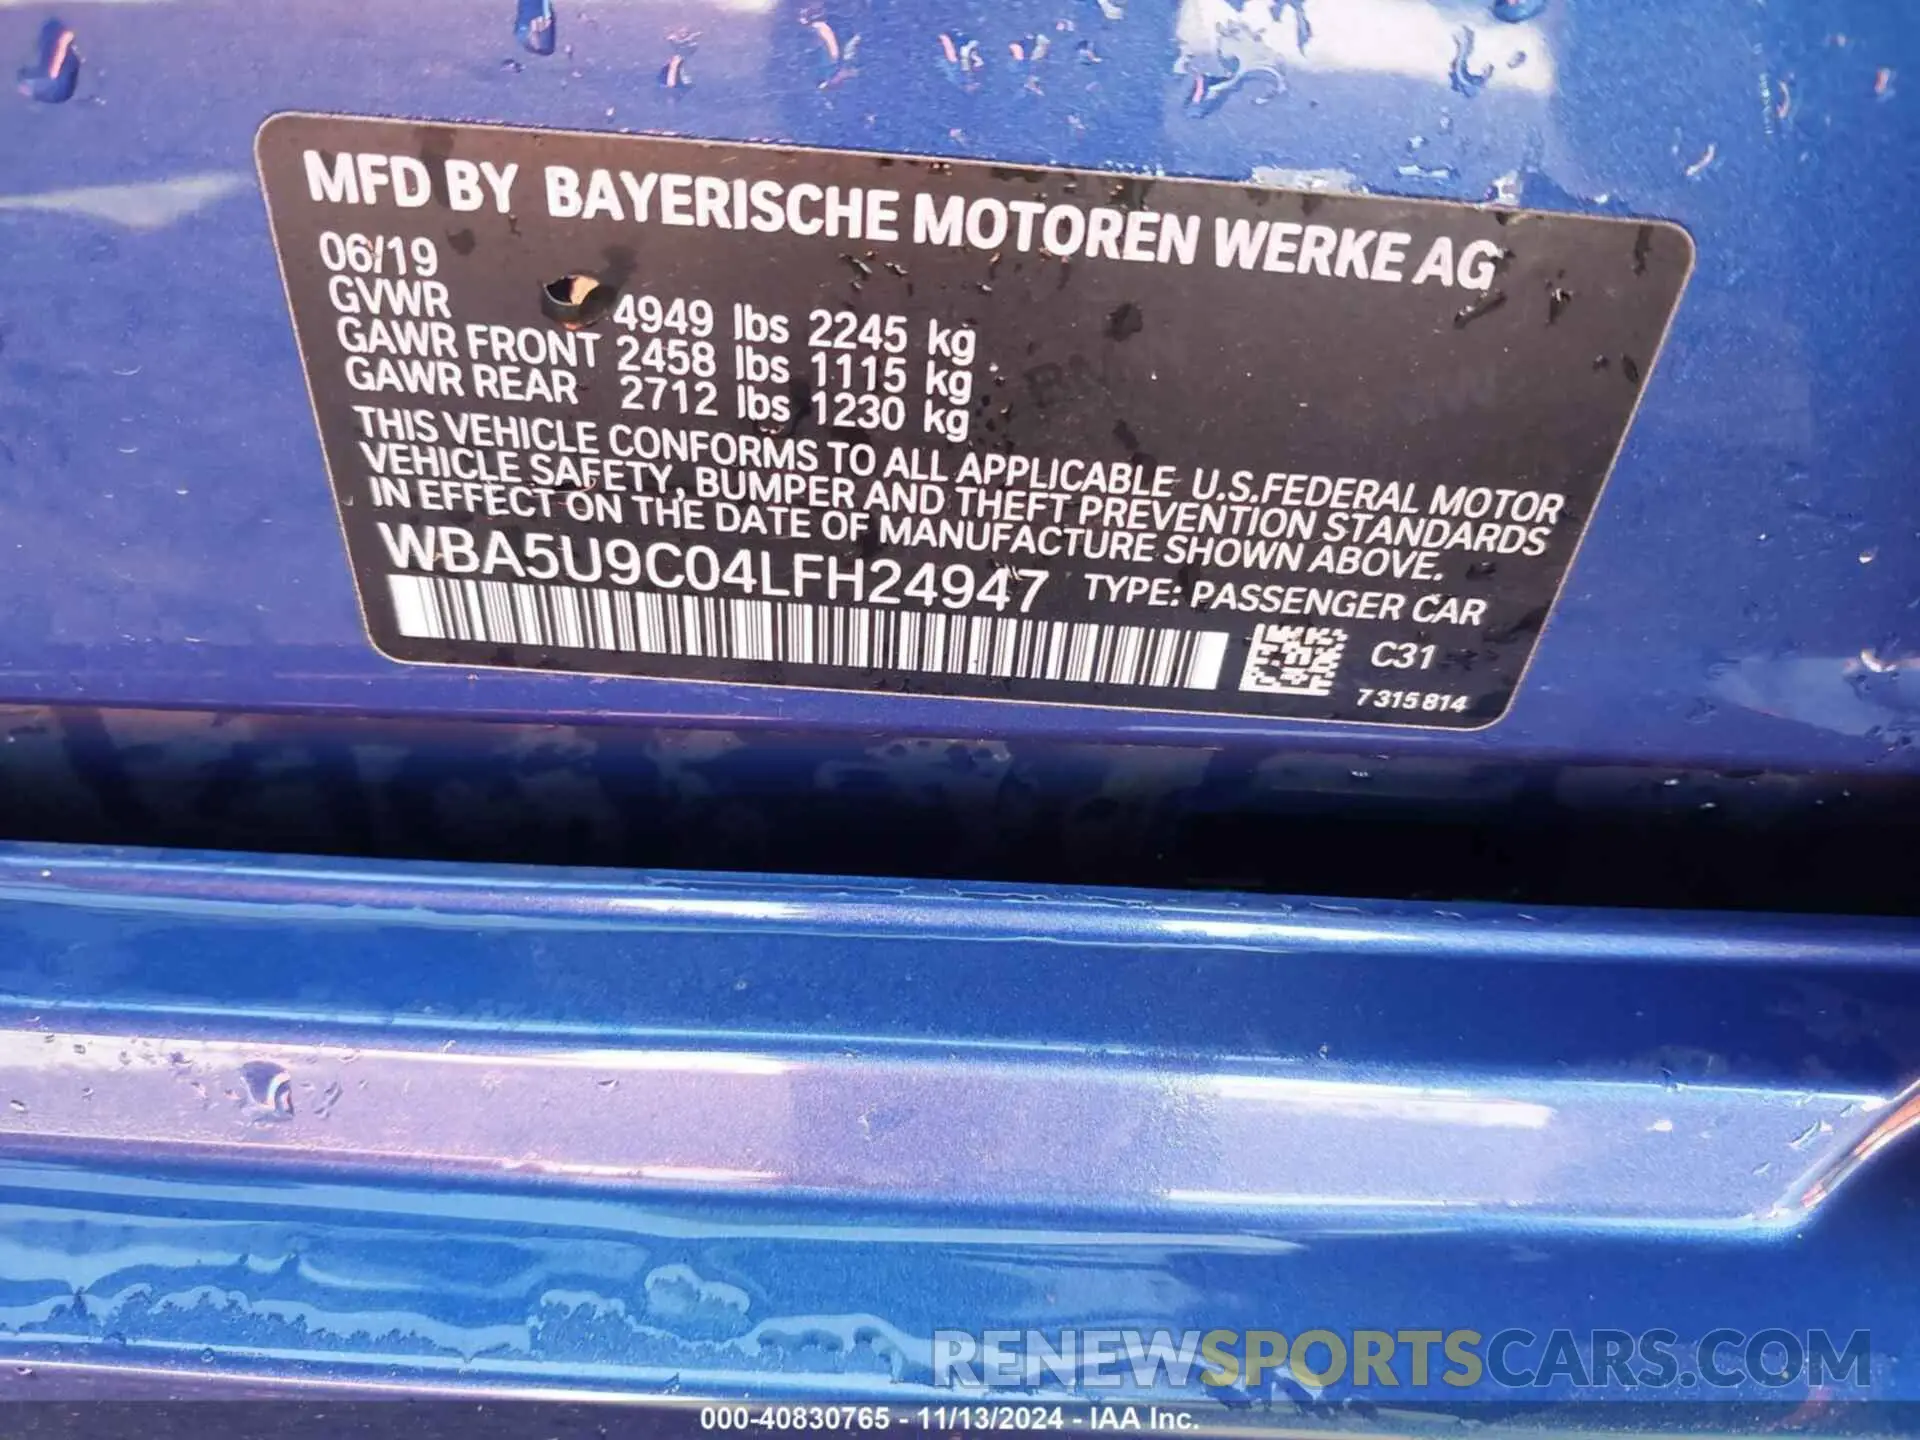 MFD BY BAYERISCHE MOTOREN WERKE AG
06/19
GVWR 4949 lbs 2245 kg
GAWR FRONT 2458 lbs 1115 kg
GAWR REAR 2712 lbs 1230 kg
THIS VEHICLE CONFORMS TO ALL APPLICABLE U.S.FEDERAL MOTOR
VEHICLE SAFETY, BUMPER AND THEFT PREVENTION STANDARDS
IN EFFECT ON THE DATE OF MANUFACTURE SHOWN ABOVE.
WBA5U9C04LFH24947 TYPE: PASSENGER CAR
C31
7315814
RENEWSPORTSCARS.COM
000-40830765 - 11/13/2024 - IAA Inc.